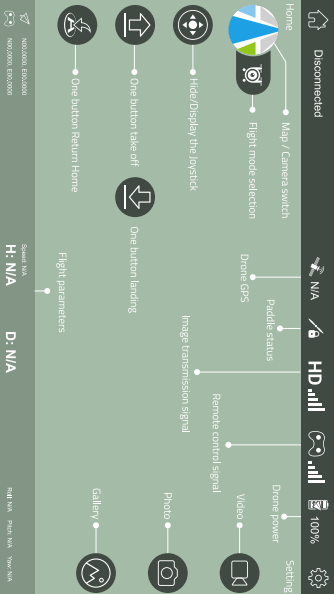 Home
Disconnected
N/A
HD
100%
Setting
Map / Camera switch
Flight mode selection
Drone GPS
Paddle status
Image transmission signal
Remote control signal
Drone power
Hide/Display the joystick
One button take off
One button Return Home
One button landing
Flight parameters
Video
Photo
Gallery
N00,0000, E00,0000
N00,0000, E00,0000
Speed: N/A
H: N/A
D: N/A
Roll: N/A Pitch: N/A Yaw: N/A